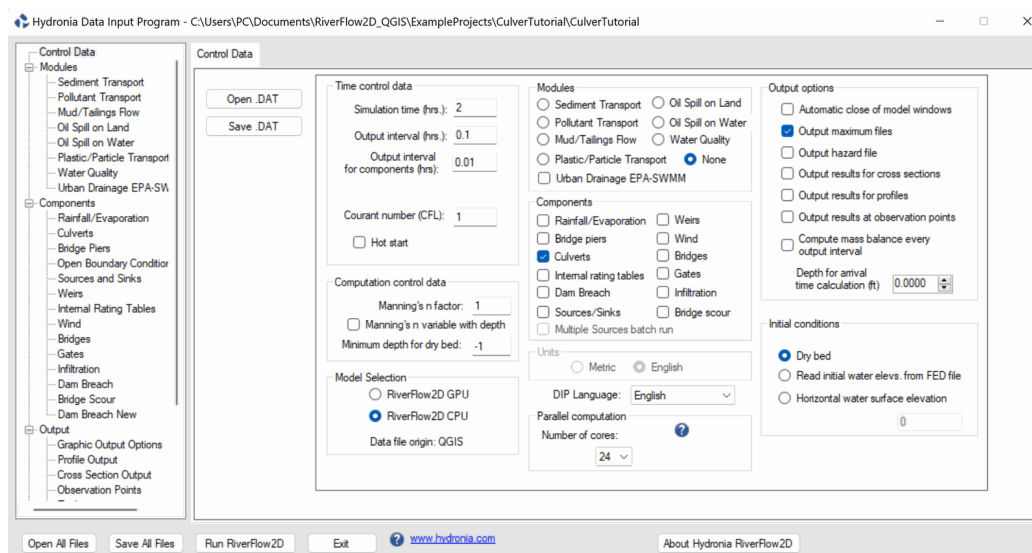 Hydronia Data Input Program - C:\Users\PC\Documents\RiverFlow2D_QGIS\ExampleProjects\CulverTutorial\CulverTutorial
Control Data
Modules
Sediment Transport
Pollutant Transport
Mud/Tailings Flow
Oil Spill on Land
Oil Spill on Water
Plastic/Particle Transport
Water Quality
Urban Drainage EPA-SW
Components
Rainfall/Evaporation
Culverts
Bridge Piers
Open Boundary Condition
Sources and Sinks
Weirs
Internal Rating Tables
Wind
Bridges
Gates
Infiltration
Dam Breach
Bridge Scour
Dam Breach New
Output
Graphic Output Options
Profile Output
Cross Section Output
Observation Points
Control Data
Open .DAT
Save .DAT
Time control data
Simulation time (hrs.): 2
Output interval (hrs.): 0.1
Output interval
for components (hrs): 0.01
Courant number (CFL): 1
Hot start
Computation control data
Manning's n factor: 1
Manning's n variable with depth
Minimum depth for dry bed: -1
Model Selection
RiverFlow2D GPU
RiverFlow2D CPU
Data file origin: QGIS
Modules
Sediment Transport Oil Spill on Land
Pollutant Transport Oil Spill on Water
Mud/Tailings Flow Water Quality
Plastic/Particle Transport None
Urban Drainage EPA-SWMM
Components
Rainfall/Evaporation Weirs
Bridge piers Wind
Culverts Bridges
Internal rating tables Gates
Dam Breach Infiltration
Sources/Sinks Bridge scour
Multiple Sources batch run
Units
Metric English
DIP Language: English
Parallel computation
Number of cores: ?
24
Output options
Automatic close of model windows
Output maximum files
Output hazard file
Output results for cross sections
Output results for profiles
Output results at observation points
Compute mass balance every
output interval
Depth for arrival
time calculation (ft) 0.0000
Initial conditions
Dry bed
Read initial water elevs. from FED file
Horizontal water surface elevation
0
Open All Files Save All Files Run RiverFlow2D Exit ? www.hydronia.com About Hydronia RiverFlow2D